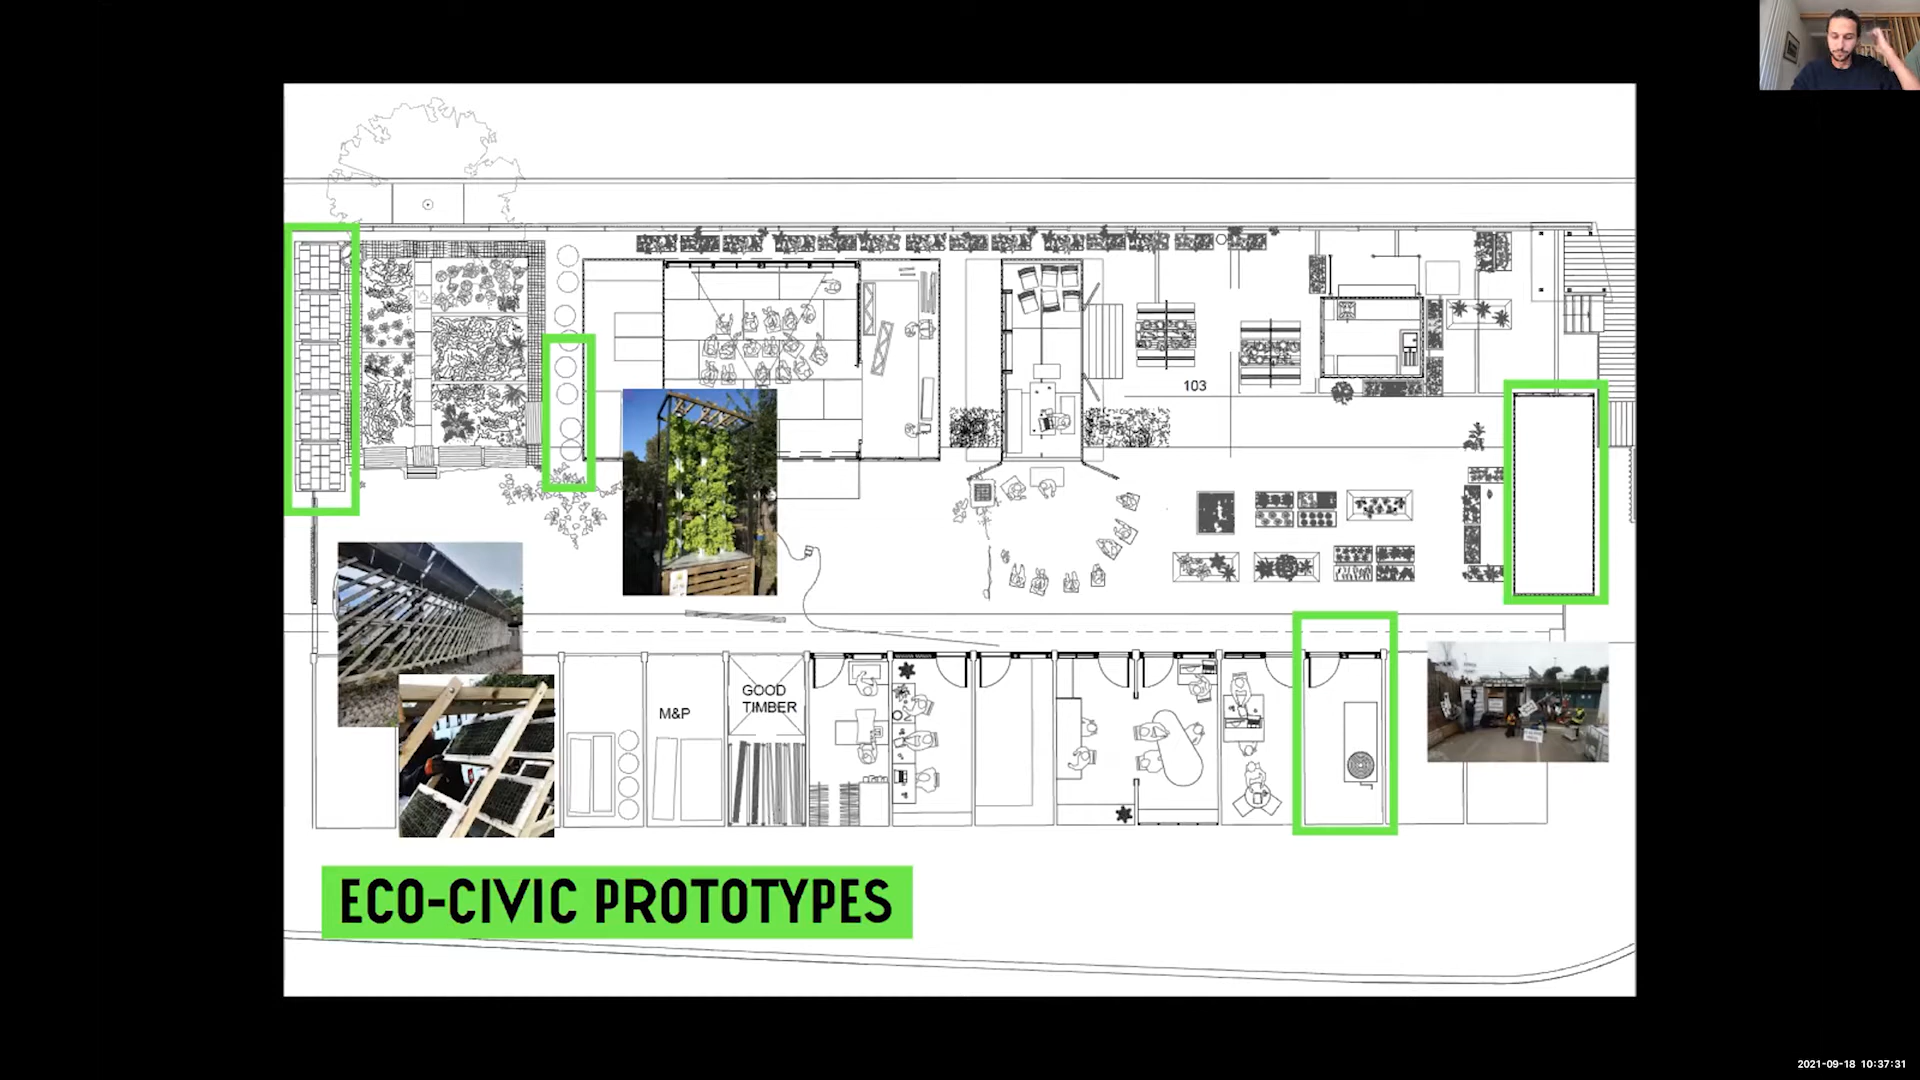 103
GOOD
TIMBER
M&P
ECO-CIVIC PROTOTYPES
2021-09-18 10:37:31